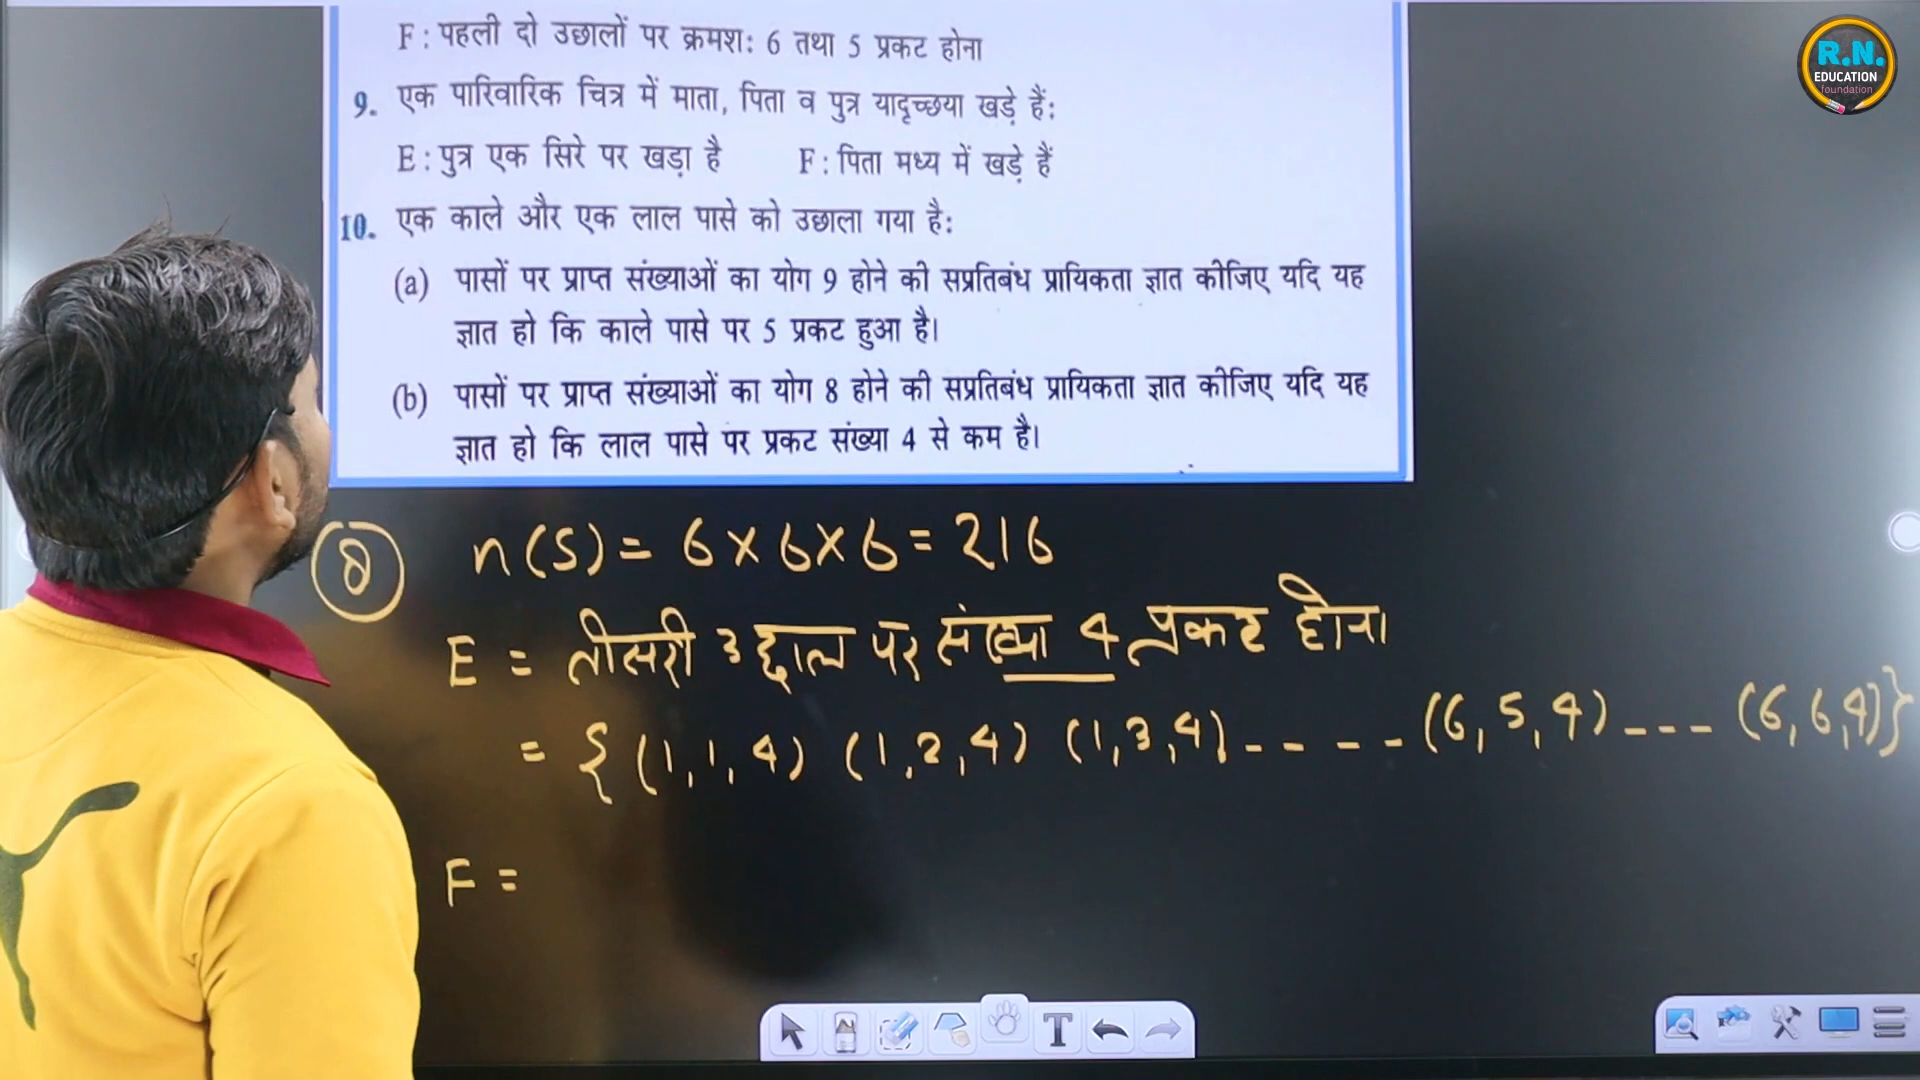 F : पहली दो उछालों पर क्रमश: 6 तथा 5 प्रकट होना
9. एक पारिवारिक चित्र में माता, पिता व पुत्र यादृच्छया खड़े हैं:
E : पुत्र एक सिरे पर खड़ा है F : पिता मध्य में खड़े हैं
10. एक काले और एक लाल पासे को उछाला गया है:
(a) पासों पर प्राप्त संख्याओं का योग 9 होने की सप्रतिबंध प्रायिकता ज्ञात कीजिए यदि यह
ज्ञात हो कि काले पासे पर 5 प्रकट हुआ है।
(b) पासों पर प्राप्त संख्याओं का योग 8 होने की सप्रतिबंध प्रायिकता ज्ञात कीजिए यदि यह
ज्ञात हो कि लाल पासे पर प्रकट संख्या 4 से कम है।
R.N.
EDUCATION
foundation
8 n(S) = 6 × 6 × 6 = 216
E = तीसरी उछाल पर संख्या 4 प्रकट होना
= { (1,1,4) (1,2,4) (1,3,4) - - - - (6,5,4) - - - (6,6,4)}
F =
T